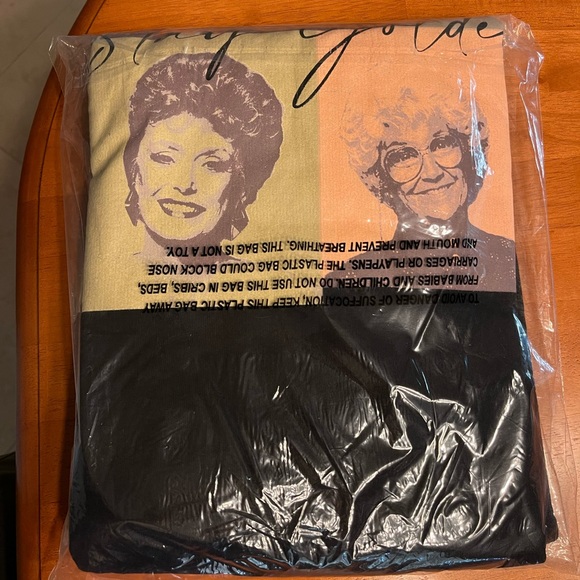 Stay Golde
TO AVOID DANGER OF SUFFOCATION, KEEP THIS PLASTIC BAG AWAY
FROM BABIES AND CHILDREN. DO NOT USE THIS BAG IN CRIBS, BEDS,
CARRIAGES OR PLAYPENS. THE PLASTIC BAG COULD BLOCK NOSE
AND MOUTH AND PREVENT BREATHING. THIS BAG IS NOT A TOY.